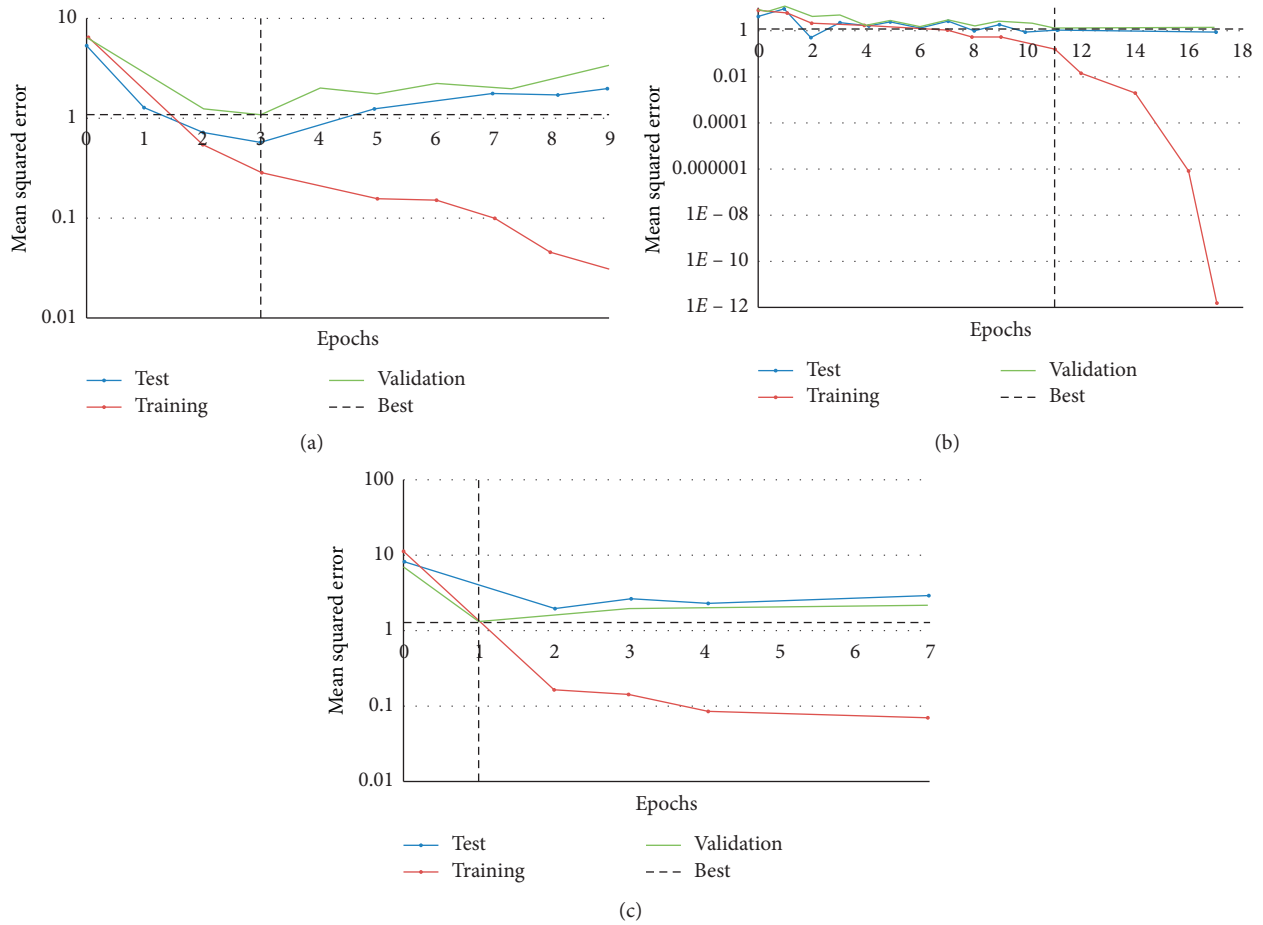 10
1
0.1
0.01
Mean squared error
0 1 2 3 4 5 6 7 8 9
Epochs
Test
Training
Validation
Best
(a)
1
0.01
0.0001
0.000001
1E – 08
1E – 10
1E – 12
Mean squared error
0 2 4 6 8 10 12 14 16 18
Epochs
Test
Training
Validation
Best
(b)
100
10
1
0.1
0.01
Mean squared error
0 1 2 3 4 5 6 7
Epochs
Test
Training
Validation
Best
(c)